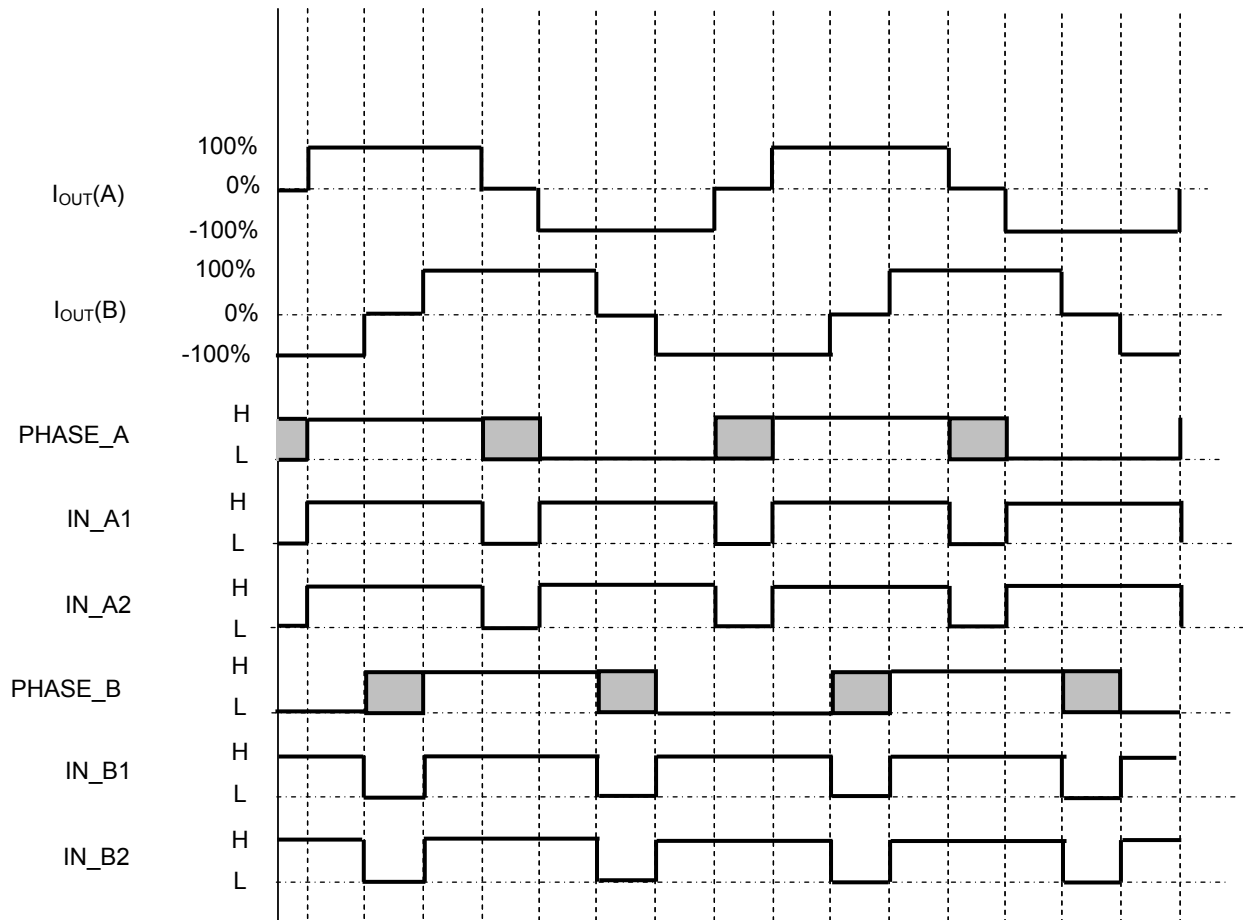 100%
I_OUT(A)
0%
-100%
100%
I_OUT(B)
0%
-100%
H
PHASE_A
L
H
IN_A1
L
H
IN_A2
L
H
PHASE_B
L
H
IN_B1
L
H
IN_B2
L